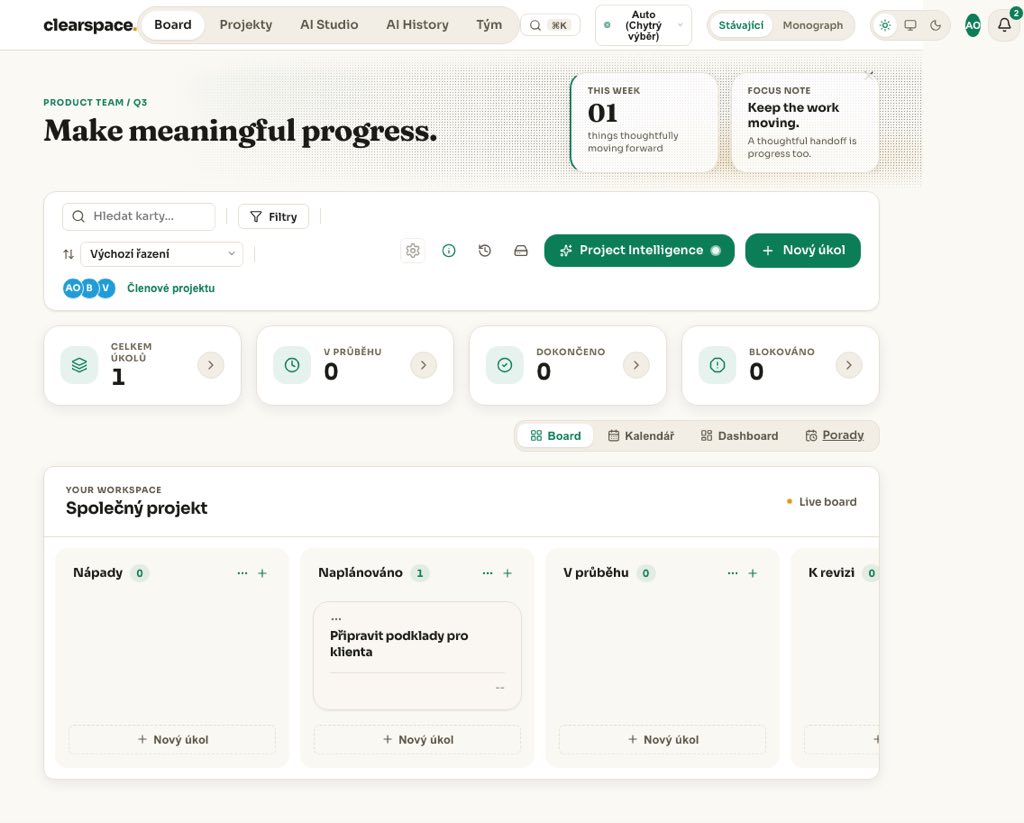 clearspace.
Board
Projekty
AI Studio
AI History
Tým
⌘K
Auto
(Chytrý
výběr)
Stávající
Monograph
AO
2
PRODUCT TEAM / Q3
Make meaningful progress.
THIS WEEK
01
things thoughtfully
moving forward
FOCUS NOTE
Keep the work
moving.
A thoughtful handoff is
progress too.
Hledat karty...
Filtry
Výchozí řazení
Project Intelligence
Nový úkol
AO
B
V
Členové projektu
CELKEM
ÚKOLŮ
1
V PRŮBĚHU
0
DOKONČENO
0
BLOKOVÁNO
0
Board
Kalendář
Dashboard
Porady
YOUR WORKSPACE
Společný projekt
Live board
Nápady 0
... +
Naplánováno 1
... +
V průběhu 0
... +
K revizi 0
...
Připravit podklady pro
klienta
--
+ Nový úkol
+ Nový úkol
+ Nový úkol
+